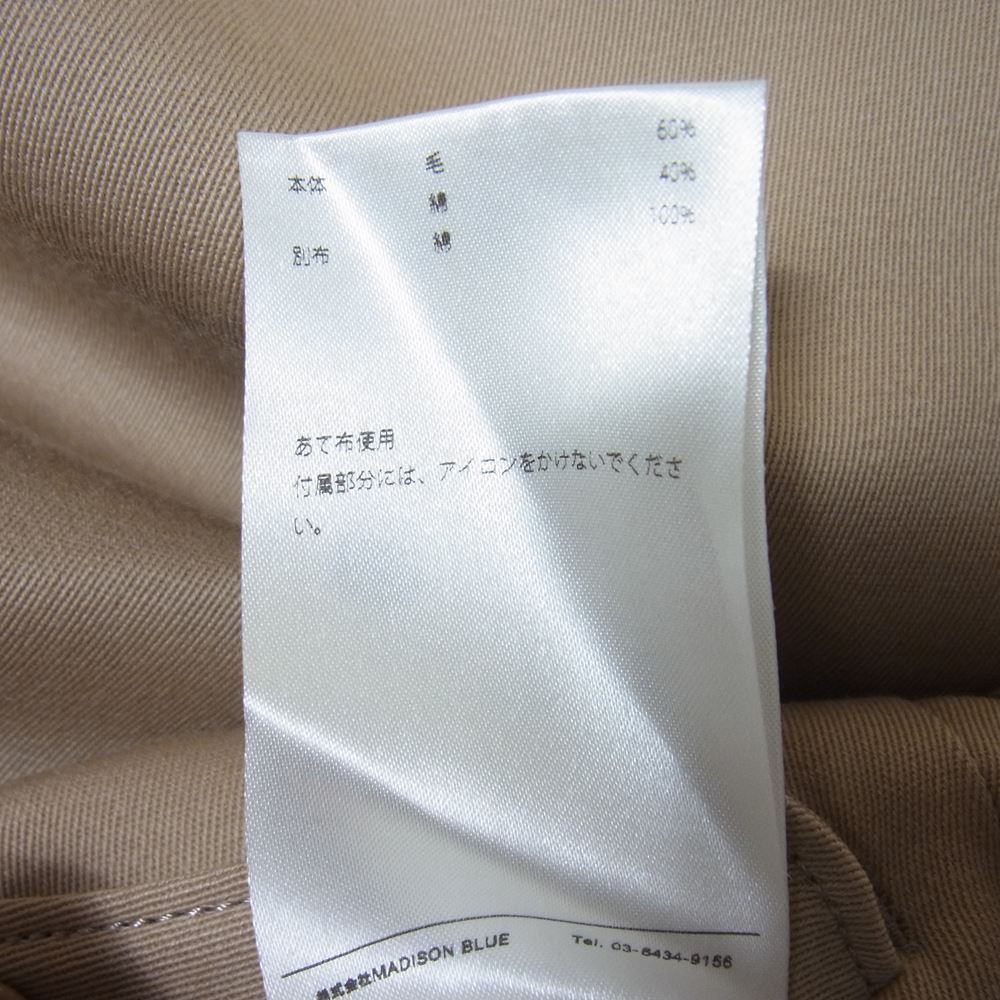 本体 毛 60%
綿 40%
別布 綿 100%
あて布使用
付属部分には、アイロンをかけないでくださ
い。
株式会社MADISON BLUE Tel. 03-6434-9156